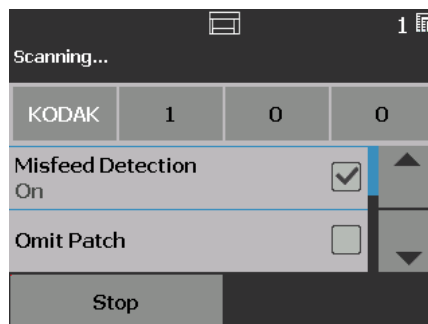 1
Scanning...
KODAK 1 0 0
Misfeed Detection
On
Omit Patch
Stop